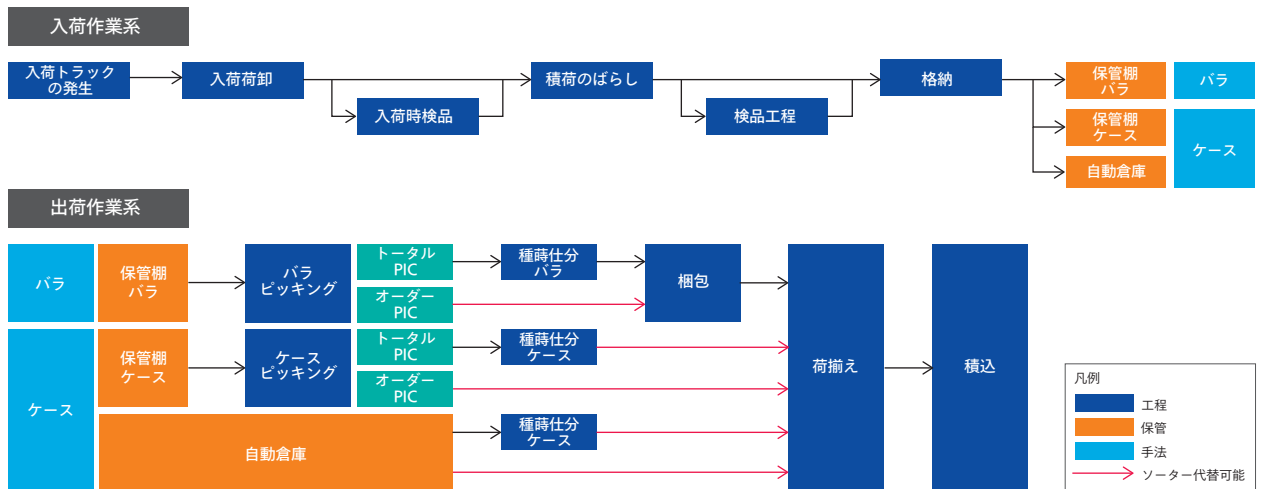 入荷作業系
入荷トラック
の発生
入荷荷卸
入荷時検品
積荷のばらし
検品工程
格納
保管棚
バラ
バラ
保管棚
ケース
ケース
自動倉庫
出荷作業系
バラ
保管棚
バラ
バラ
ピッキング
トータル
PIC
オーダー
PIC
種蒔仕分
バラ
梱包
ケース
保管棚
ケース
ケース
ピッキング
トータル
PIC
オーダー
PIC
種蒔仕分
ケース
自動倉庫
種蒔仕分
ケース
荷揃え
積込
凡例
工程
保管
手法
ソーター代替可能